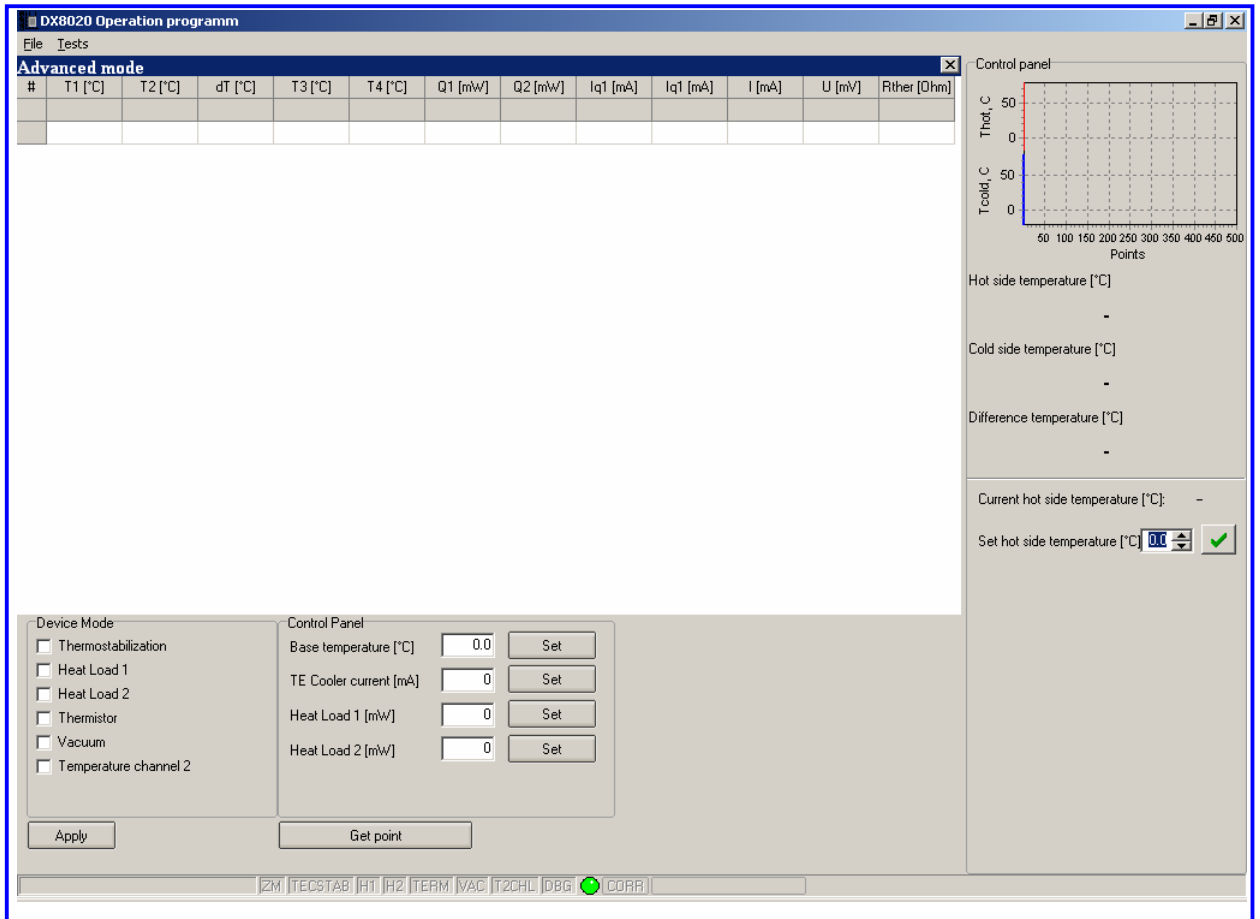 DX8020 Operation programm
File Tests
Advanced mode
# T1 [°C] T2 [°C] dT [°C] T3 [°C] T4 [°C] Q1 [mW] Q2 [mW] Iq1 [mA] Iq1 [mA] I [mA] U [mV] Rther [Ohm]
Control panel
Thot, C
50
0
Tcold, C
50
0
50 100 150 200 250 300 350 400 450 500
Points
Hot side temperature [°C]
-
Cold side temperature [°C]
-
Difference temperature [°C]
-
Current hot side temperature [°C]: -
Set hot side temperature [°C] 0.0
Device Mode
Thermostabilization
Heat Load 1
Heat Load 2
Thermistor
Vacuum
Temperature channel 2
Apply
Control Panel
Base temperature [°C] 0.0 Set
TE Cooler current [mA] 0 Set
Heat Load 1 [mW] 0 Set
Heat Load 2 [mW] 0 Set
Get point
ZM TECSTAB H1 H2 TERM VAC T2CHL DBG CORR